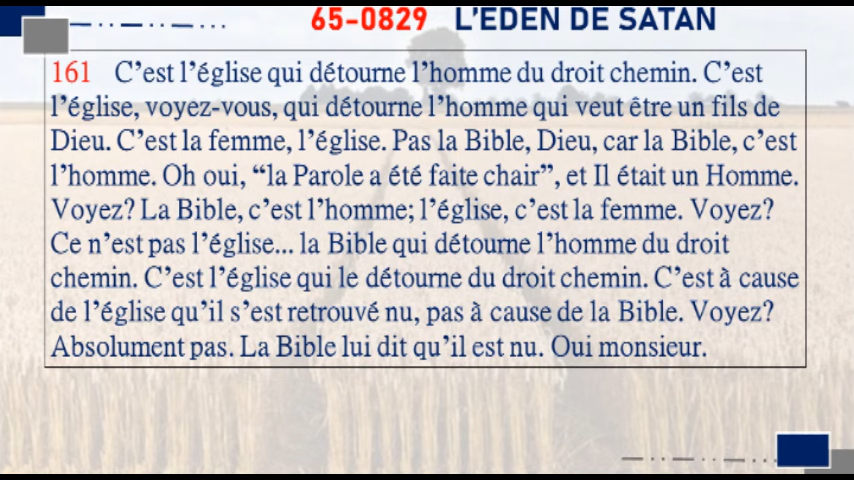 65-0829 L'EDEN DE SATAN
161 C'est l'église qui détourne l'homme du droit chemin. C'est
l'église, voyez-vous, qui détourne l'homme qui veut être un fils de
Dieu. C'est la femme, l'église. Pas la Bible, Dieu, car la Bible, c'est
l'homme. Oh oui, “la Parole a été faite chair”, et Il était un Homme.
Voyez? La Bible, c'est l'homme; l'église, c'est la femme. Voyez?
Ce n'est pas l'église... la Bible qui détourne l'homme du droit
chemin. C'est l'église qui le détourne du droit chemin. C'est à cause
de l'église qu'il s'est retrouvé nu, pas à cause de la Bible. Voyez?
Absolument pas. La Bible lui dit qu'il est nu. Oui monsieur.